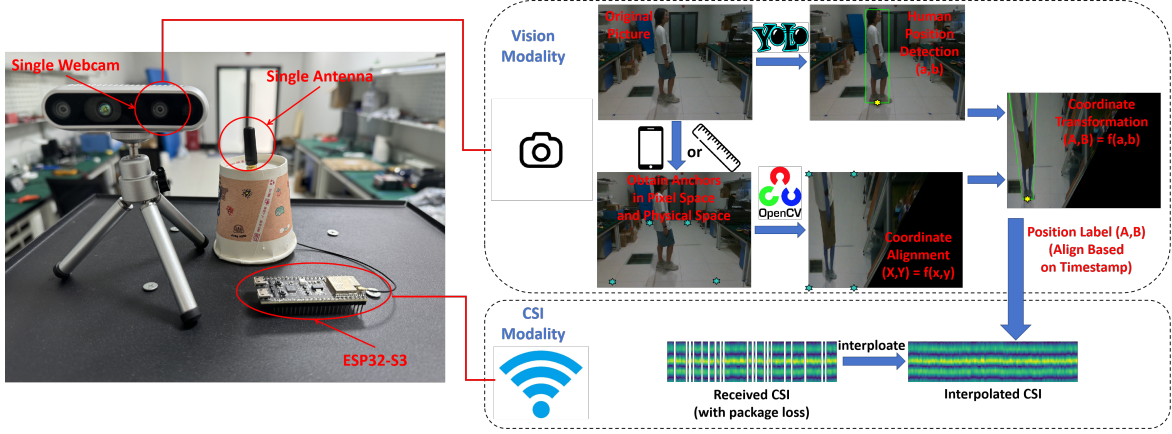 Single Webcam
Single Antenna
ESP32-S3
Vision
Modality
Original
Picture
YOLO
Human
Position
Detection
(a,b)
or
Obtain Anchors
in Pixel Space
and Physical Space
OpenCV
Coordinate
Alignment
(X,Y) = f(x,y)
Coordinate
Transformation
(A,B) = f(a,b)
Position Label (A,B)
(Align Based
on Timestamp)
CSI
Modality
interploate
Received CSI
(with package loss)
Interpolated CSI